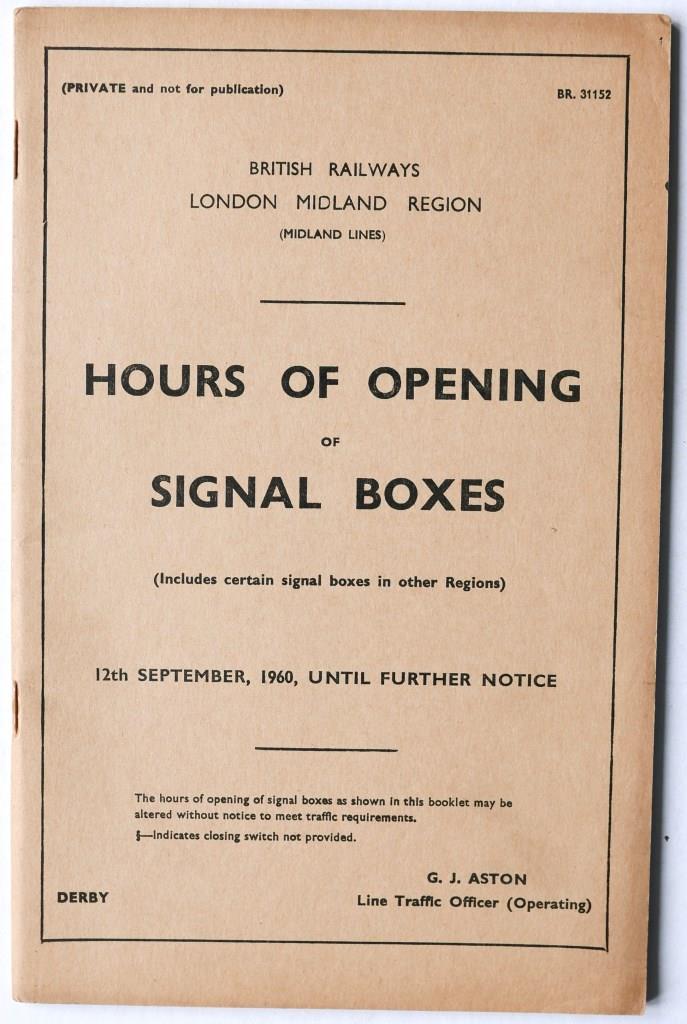 (PRIVATE and not for publication)
BR. 31152
BRITISH RAILWAYS
LONDON MIDLAND REGION
(MIDLAND LINES)
HOURS OF OPENING
OF
SIGNAL BOXES
(Includes certain signal boxes in other Regions)
12th SEPTEMBER, 1960, UNTIL FURTHER NOTICE
The hours of opening of signal boxes as shown in this booklet may be
altered without notice to meet traffic requirements.
§—Indicates closing switch not provided.
G. J. ASTON
DERBY
Line Traffic Officer (Operating)